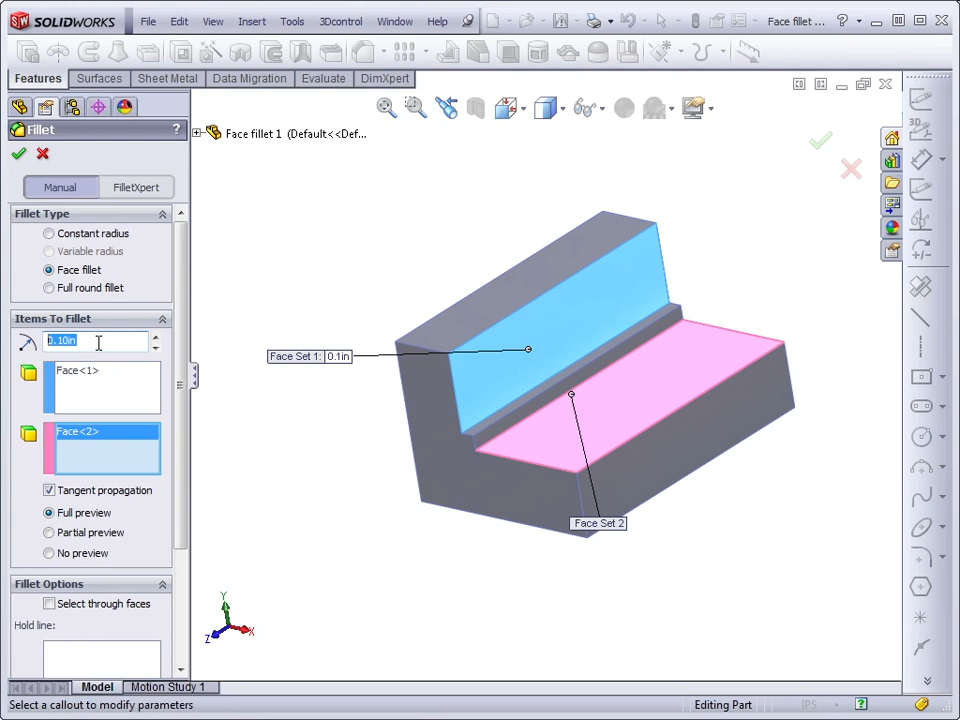 SOLIDWORKS File Edit View Insert Tools 3Dcontrol Window Help Face fillet ... ?
Features Surfaces Sheet Metal Data Migration Evaluate DimXpert
Fillet ?
Face fillet 1 (Default<<Def...
Manual FilletXpert
Fillet Type
Constant radius
Variable radius
Face fillet
Full round fillet
Items To Fillet
0.10in
Face<1>
Face<2>
Tangent propagation
Full preview
Partial preview
No preview
Fillet Options
Select through faces
Hold line:
Face Set 1: 0.1in
Face Set 2
3D
Y
Z X
Model Motion Study 1
Select a callout to modify parameters Editing Part IPS ?